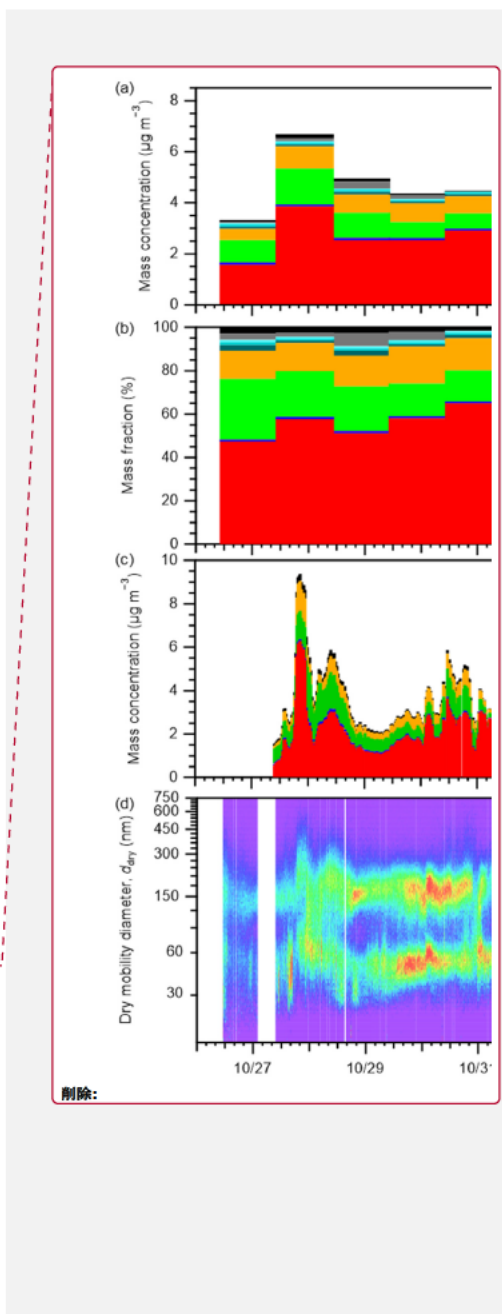 (a)
Mass concentration (μg m⁻³)
8
6
4
2
0
(b)
Mass fraction (%)
100
80
60
40
20
0
(c)
Mass concentration (μg m⁻³)
10
8
6
4
2
0
(d)
Dry mobility diameter, d_dry (nm)
750
600
450
300
150
60
30
10/27 10/29 10/31
削除: